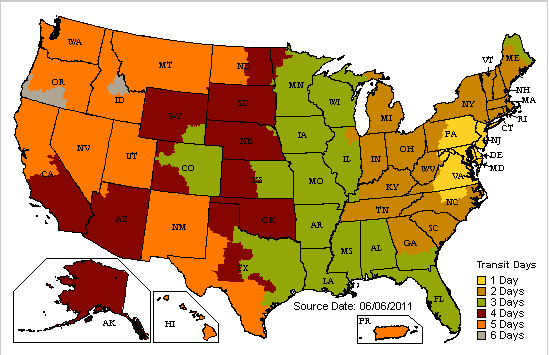 WA
MT
ND
OR
ID
SD
WY
MN
WI
ME
VT
NH
MA
RI
CT
NY
MI
PA
NJ
DE
MD
NV
UT
CO
NE
IA
IL
IN
OH
WV
VA
CA
AZ
NM
KS
MO
KY
NC
TN
OK
AR
SC
TX
LA
MS
AL
GA
FL
AK
HI
PR
Source Date: 06/06/2011
Transit Days
1 Day
2 Days
3 Days
4 Days
5 Days
6 Days